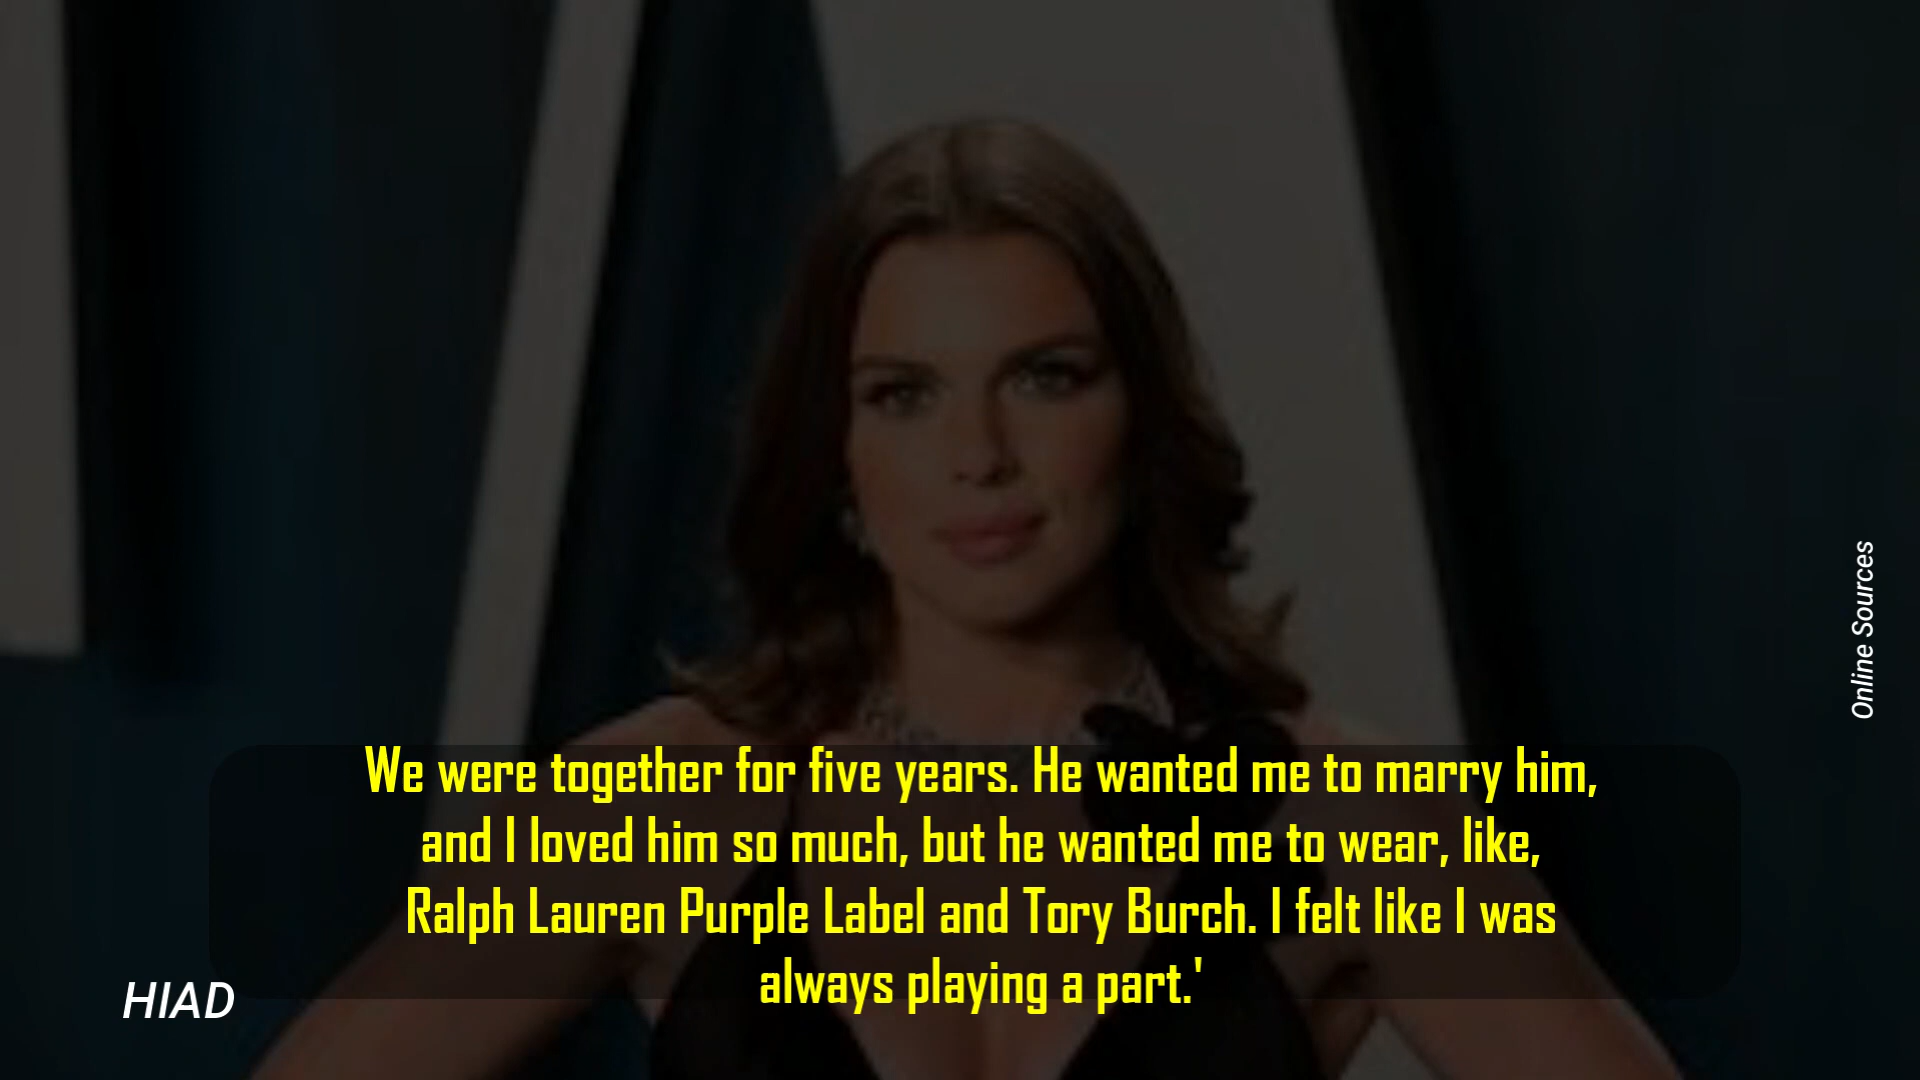 We were together for five years. He wanted me to marry him,
and I loved him so much, but he wanted me to wear, like,
Ralph Lauren Purple Label and Tory Burch. I felt like I was
always playing a part.'
HIAD
Online Sources